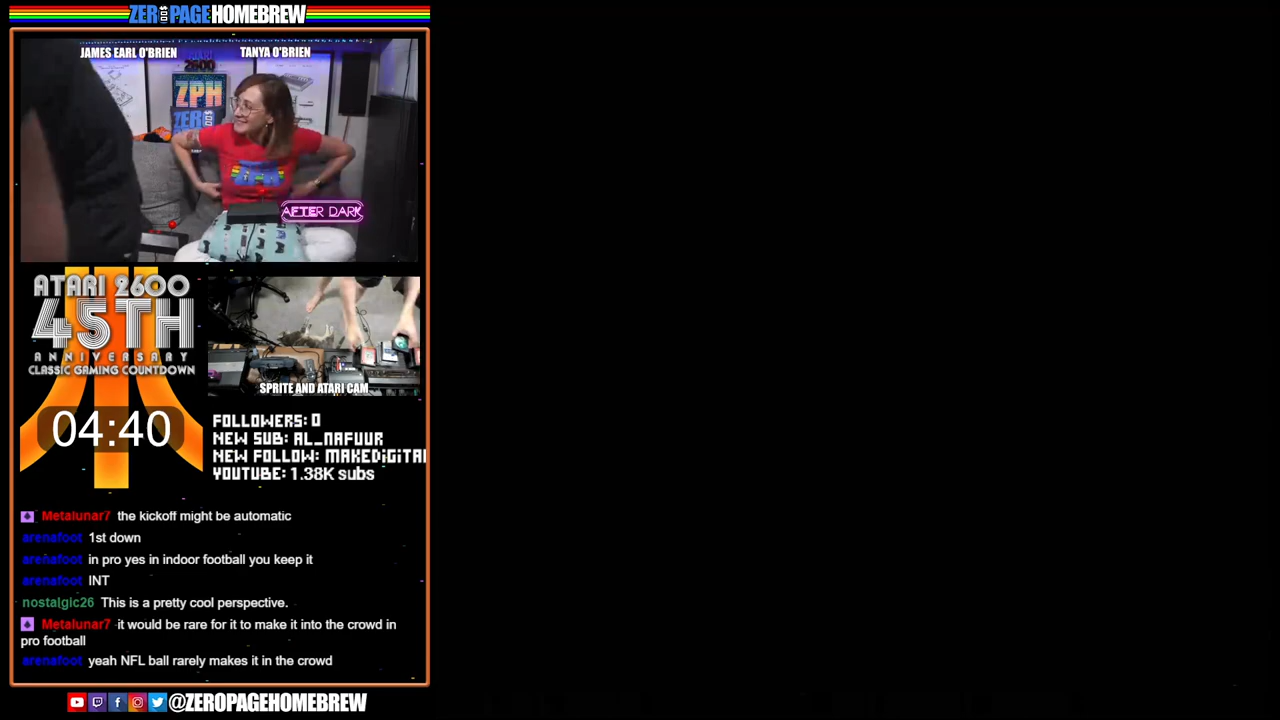 ZEROPAGEHOMEBREW
JAMES EARL O'BRIEN
TANYA O'BRIEN
2600
ZPH
ZERO
AFTER DARK
ATARI 2600
45TH
ANNIVERSARY
CLASSIC GAMING COUNTDOWN
04:40
SPRITE AND ATARI CAM
FOLLOWERS: 0
NEW SUB: AL_NAFUUR
NEW FOLLOW: MAKEDIGITAL
YOUTUBE: 1.38K subs
Metalunar7 the kickoff might be automatic
arenafoot 1st down
arenafoot in pro yes in indoor football you keep it
arenafoot INT
nostalgic26 This is a pretty cool perspective.
Metalunar7 it would be rare for it to make it into the crowd in
pro football
arenafoot yeah NFL ball rarely makes it in the crowd
@ZEROPAGEHOMEBREW